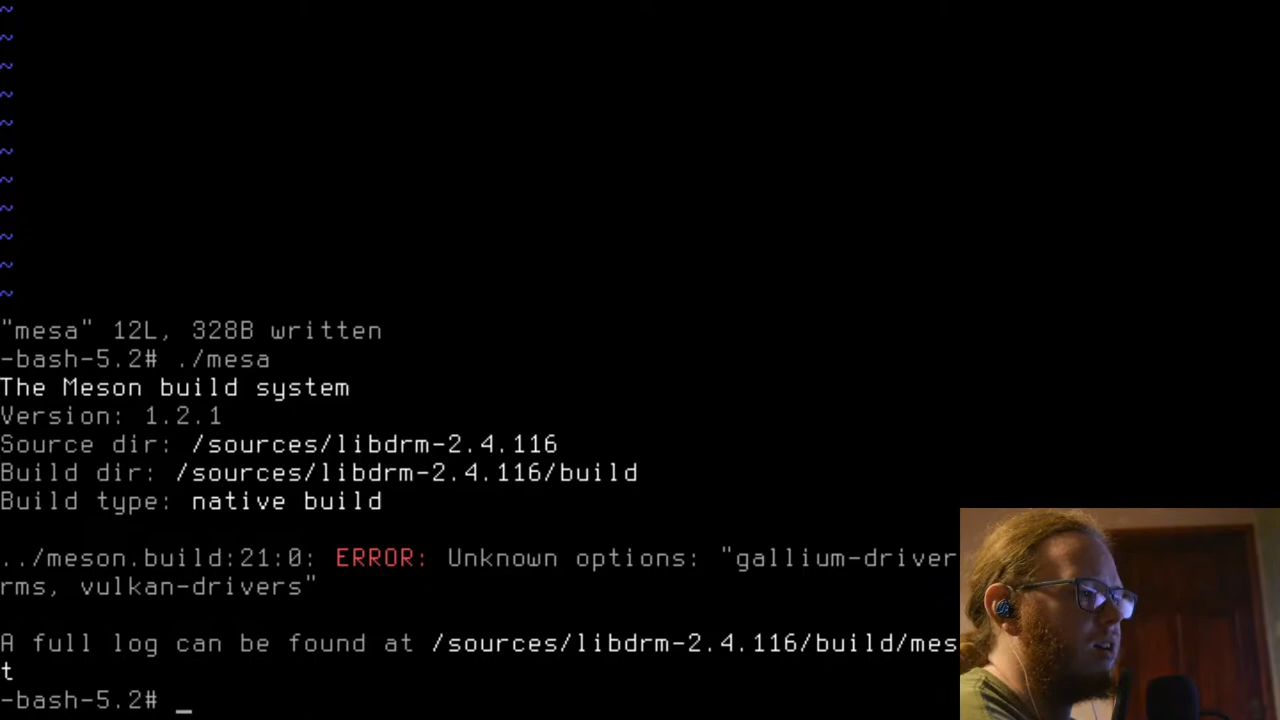 ~
~
~
~
~
~
~
~
~
~
~
"mesa" 12L, 328B written
-bash-5.2# ./mesa
The Meson build system
Version: 1.2.1
Source dir: /sources/libdrm-2.4.116
Build dir: /sources/libdrm-2.4.116/build
Build type: native build
../meson.build:21:0: ERROR: Unknown options: "gallium-driver
rms, vulkan-drivers"
A full log can be found at /sources/libdrm-2.4.116/build/mes
t
-bash-5.2# _